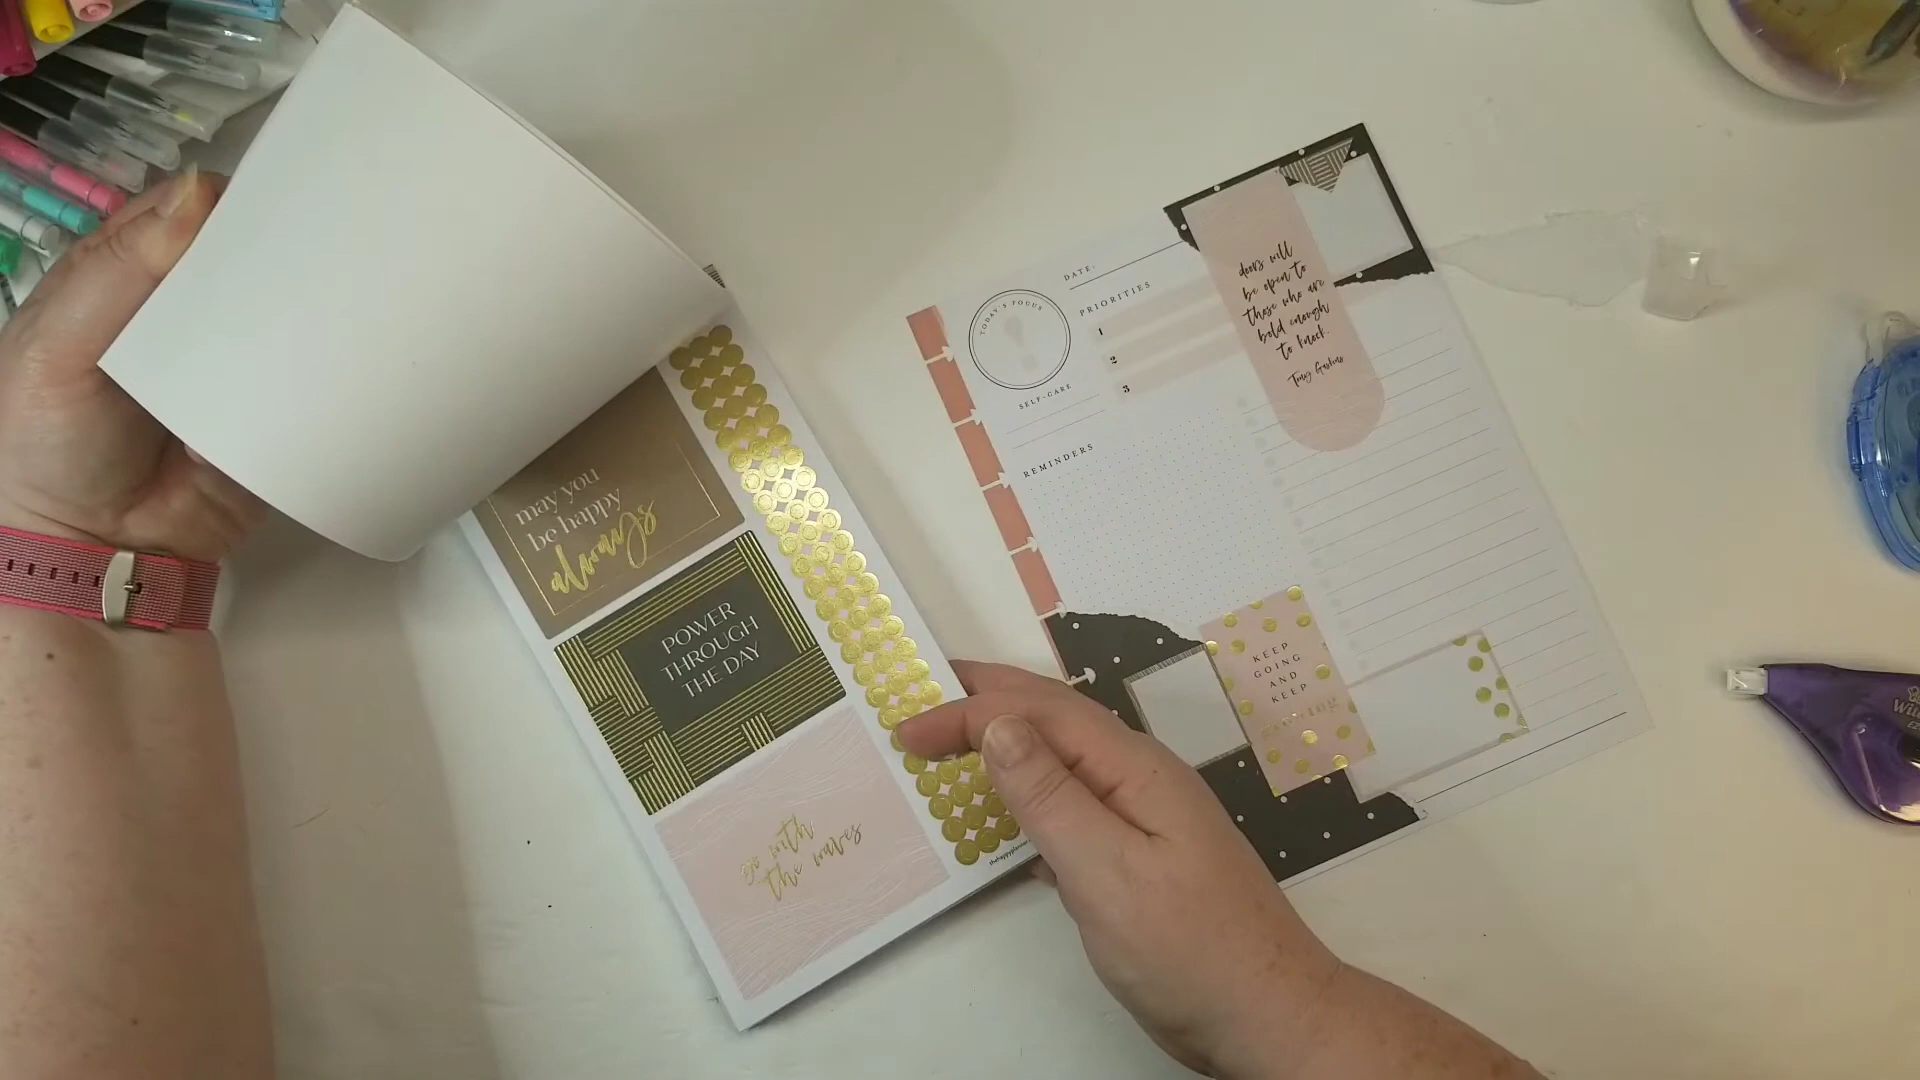 may you
be happy
always
POWER
THROUGH
THE DAY
with
the waves
DATE:
TODAY'S FOCUS
PRIORITIES
1
2
3
SELF-CARE
REMINDERS
doors will
be open to
those who are
bold enough
to knock.
Tony Gaskins
KEEP
GOING
AND
KEEP